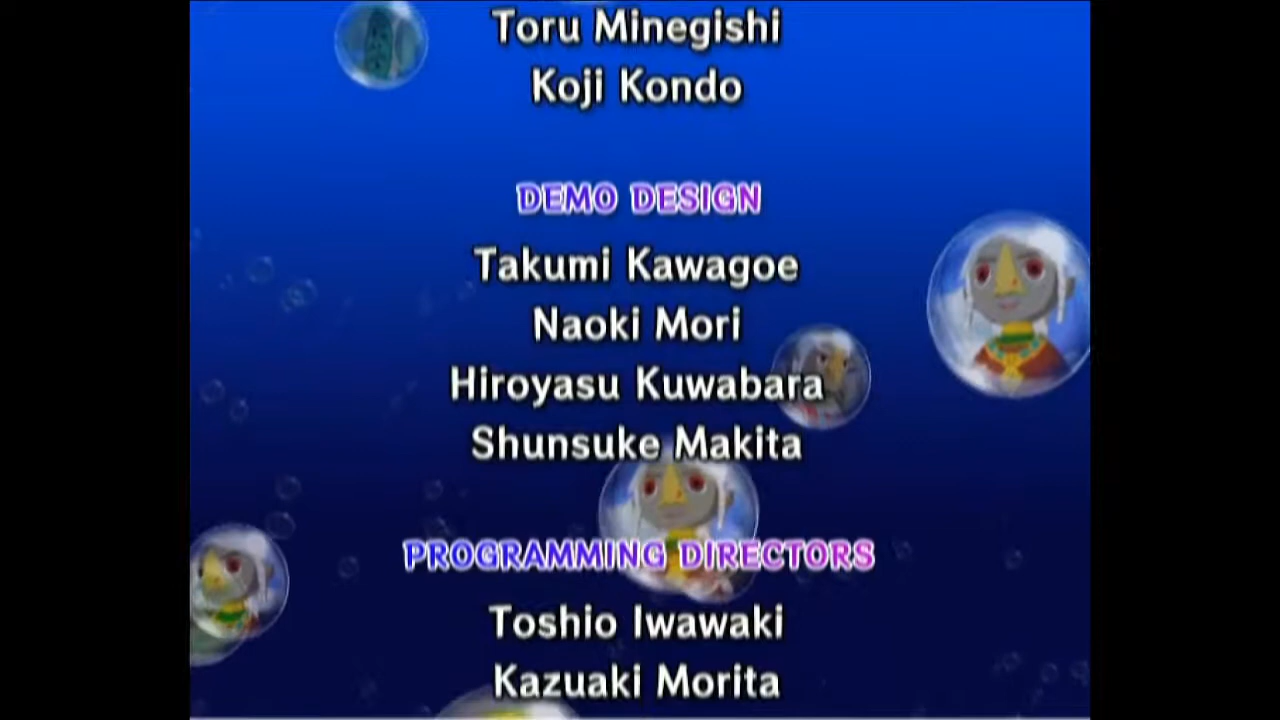 Toru Minegishi
Koji Kondo
DEMO DESIGN
Takumi Kawagoe
Naoki Mori
Hiroyasu Kuwabara
Shunsuke Makita
PROGRAMMING DIRECTORS
Toshio Iwawaki
Kazuaki Morita